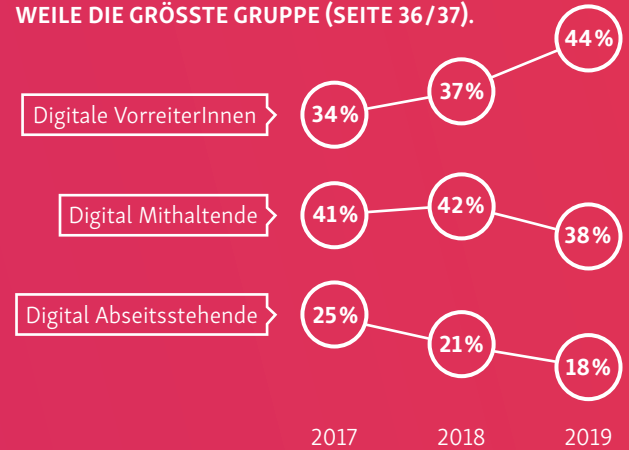 WEILE DIE GRÖSSTE GRUPPE (SEITE 36/37).
44%
37%
Digitale VorreiterInnen 34%
42%
Digital Mithaltende 41%
38%
Digital Abseitsstehende 25%
21%
18%
2017 2018 2019